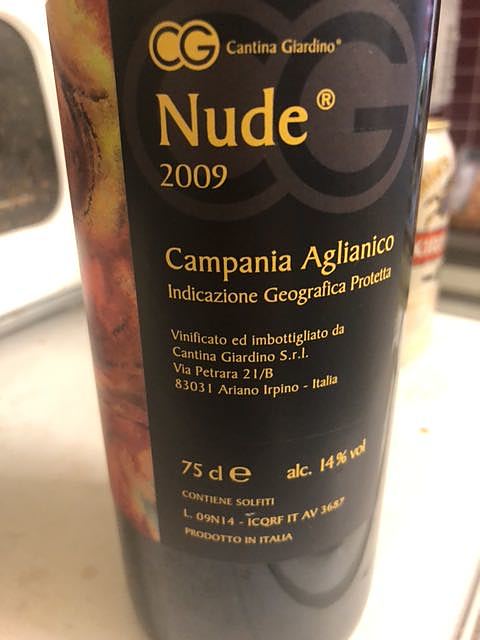 CG Cantina Giardino®
Nude®
2009
Campania Aglianico
Indicazione Geografica Protetta
Vinificato ed imbottigliato da
Cantina Giardino S.r.l.
Via Petrara 21/B
83031 Ariano Irpino - Italia
75 cl e alc. 14% vol
CONTIENE SOLFITI
L. 09N14 - ICQRF IT AV 3687
PRODOTTO IN ITALIA